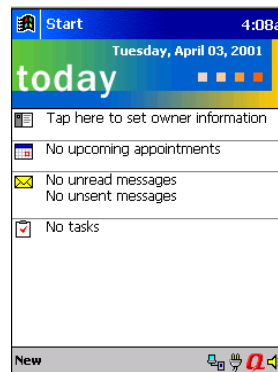 Start 4:08a
Tuesday, April 03, 2001
today
Tap here to set owner information
No upcoming appointments
No unread messages
No unsent messages
No tasks
New